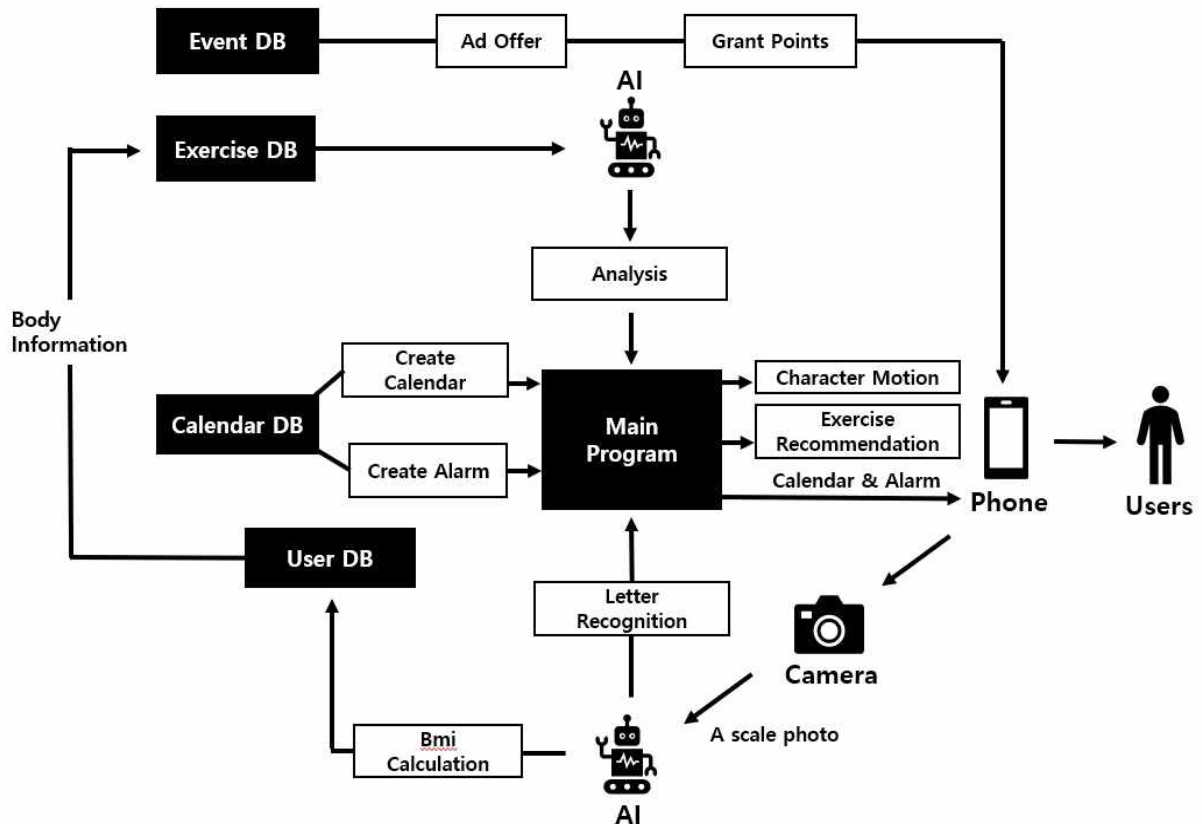 Event DB
Ad Offer
Grant Points
AI
Exercise DB
Analysis
Body
Information
Create
Calendar
Calendar DB
Create Alarm
Main
Program
Character Motion
Exercise
Recommendation
Calendar & Alarm
Phone
Users
User DB
Letter
Recognition
Camera
A scale photo
Bmi
Calculation
AI